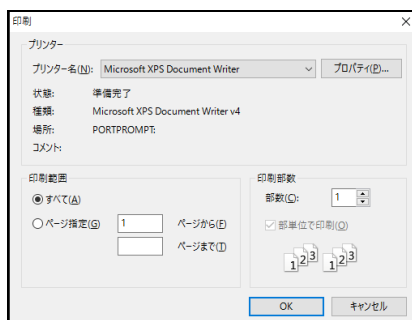 印刷
プリンター
プリンター名(N): Microsoft XPS Document Writer プロパティ(P)...
状態: 準備完了
種類: Microsoft XPS Document Writer v4
場所: PORTPROMPT:
コメント:
印刷範囲
すべて(A)
ページ指定(G) 1 ページから(F)
ページまで(T)
印刷部数
部数(C): 1
部単位で印刷(O)
1 2 3 1 2 3
OK キャンセル